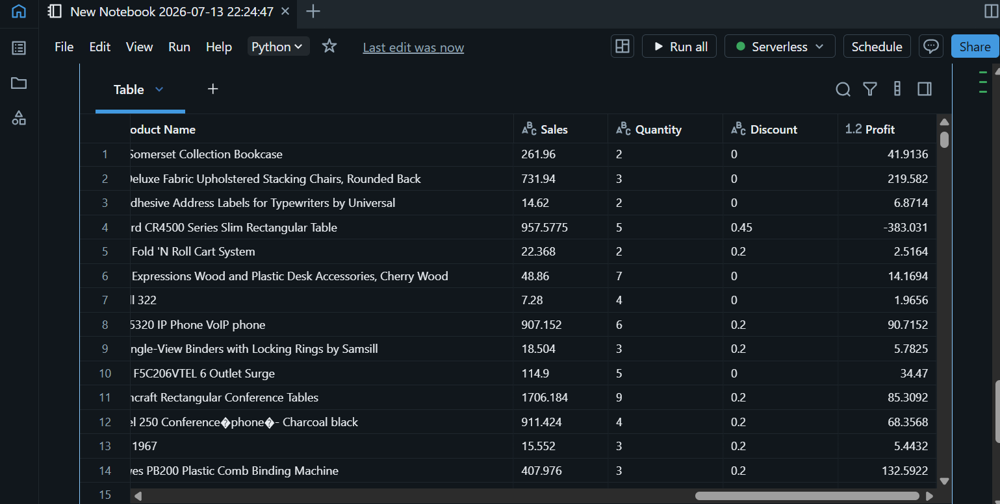 New Notebook 2026-07-13 22:24:47
File Edit View Run Help Python Last edit was now Run all Serverless Schedule Share
Table
oduct Name ABC Sales ABC Quantity ABC Discount 1.2 Profit
1 Somerset Collection Bookcase 261.96 2 0 41.9136
2 Deluxe Fabric Upholstered Stacking Chairs, Rounded Back 731.94 3 0 219.582
3 dhesive Address Labels for Typewriters by Universal 14.62 2 0 6.8714
4 rd CR4500 Series Slim Rectangular Table 957.5775 5 0.45 -383.031
5 Fold 'N Roll Cart System 22.368 2 0.2 2.5164
6 Expressions Wood and Plastic Desk Accessories, Cherry Wood 48.86 7 0 14.1694
7 ll 322 7.28 4 0 1.9656
8 5320 IP Phone VoIP phone 907.152 6 0.2 90.7152
9 ngle-View Binders with Locking Rings by Samsill 18.504 3 0.2 5.7825
10 F5C206VTEL 6 Outlet Surge 114.9 5 0 34.47
11 ncraft Rectangular Conference Tables 1706.184 9 0.2 85.3092
12 el 250 Conference�phone�- Charcoal black 911.424 4 0.2 68.3568
13 1967 15.552 3 0.2 5.4432
14 ves PB200 Plastic Comb Binding Machine 407.976 3 0.2 132.5922
15